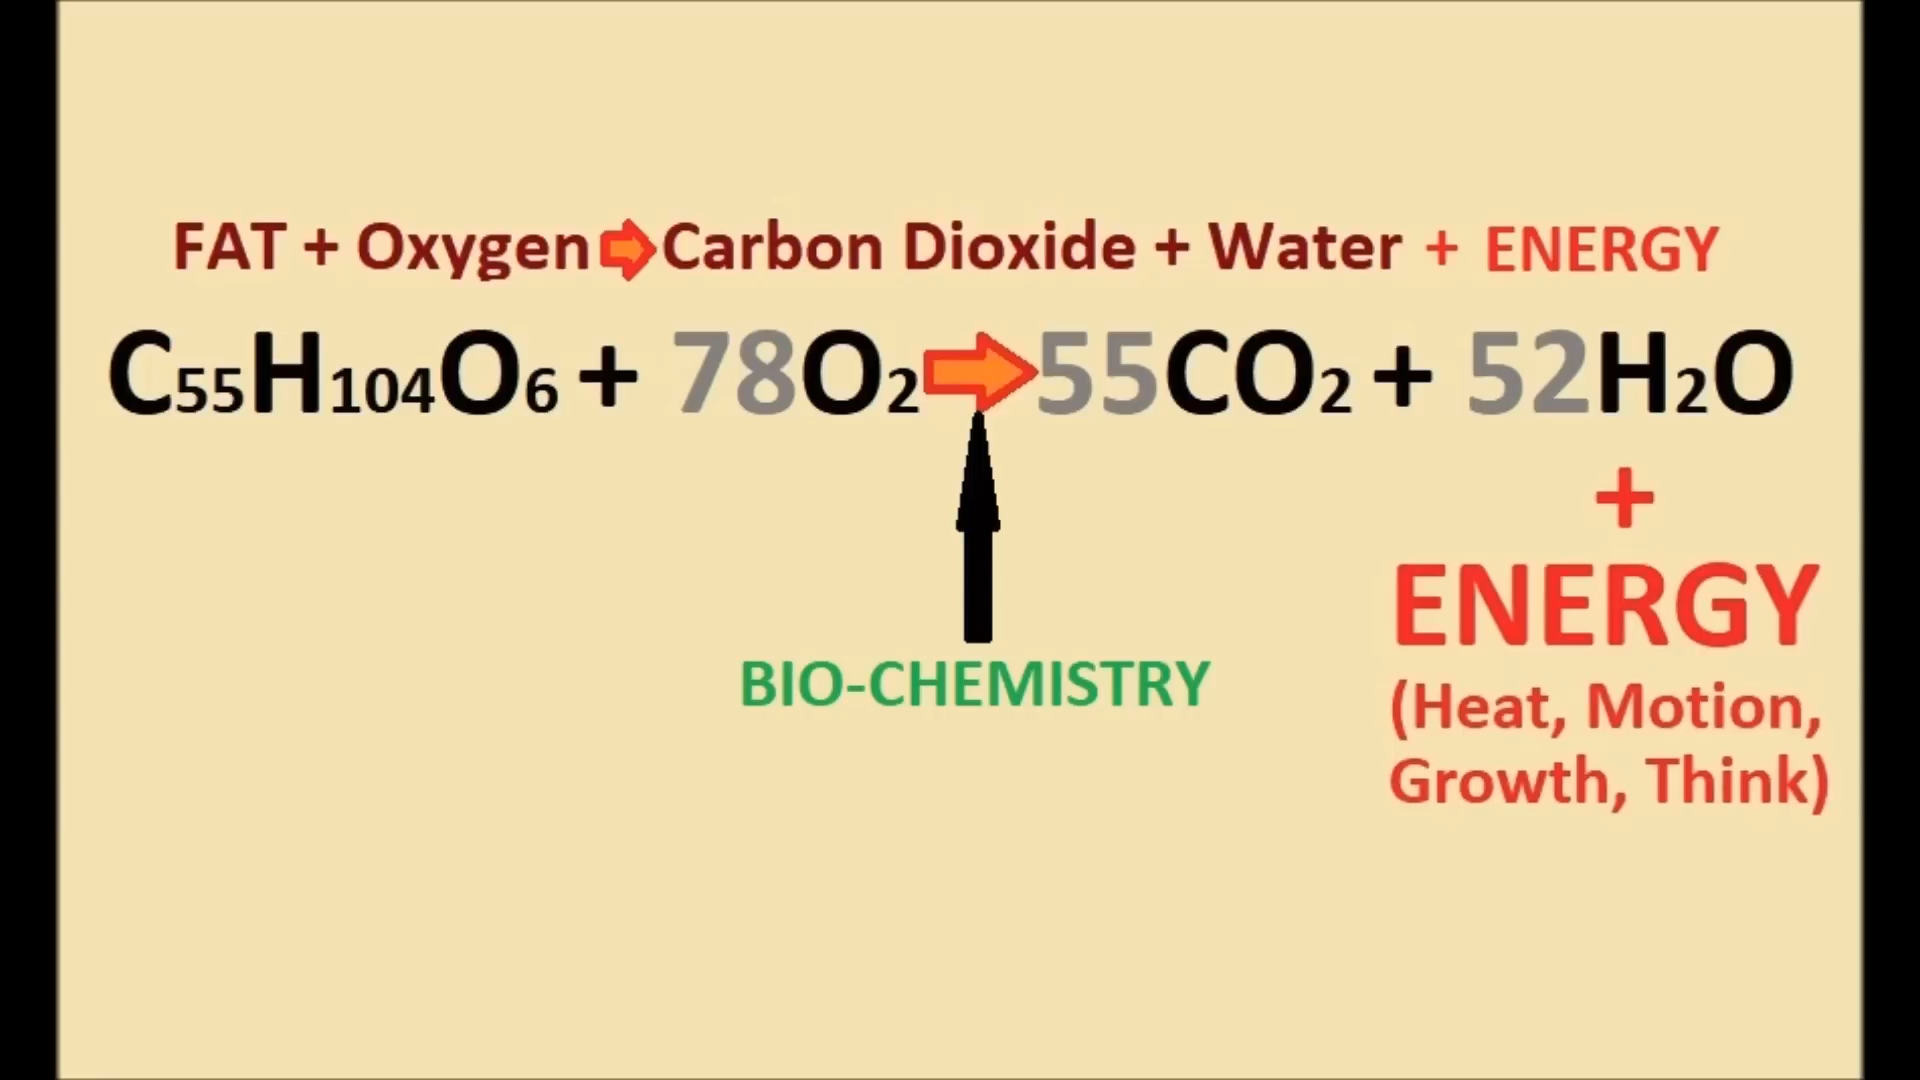 FAT + Oxygen Carbon Dioxide + Water + ENERGY
C55H104O6 + 78O2 55CO2 + 52H2O
+
ENERGY
BIO-CHEMISTRY
(Heat, Motion,
Growth, Think)